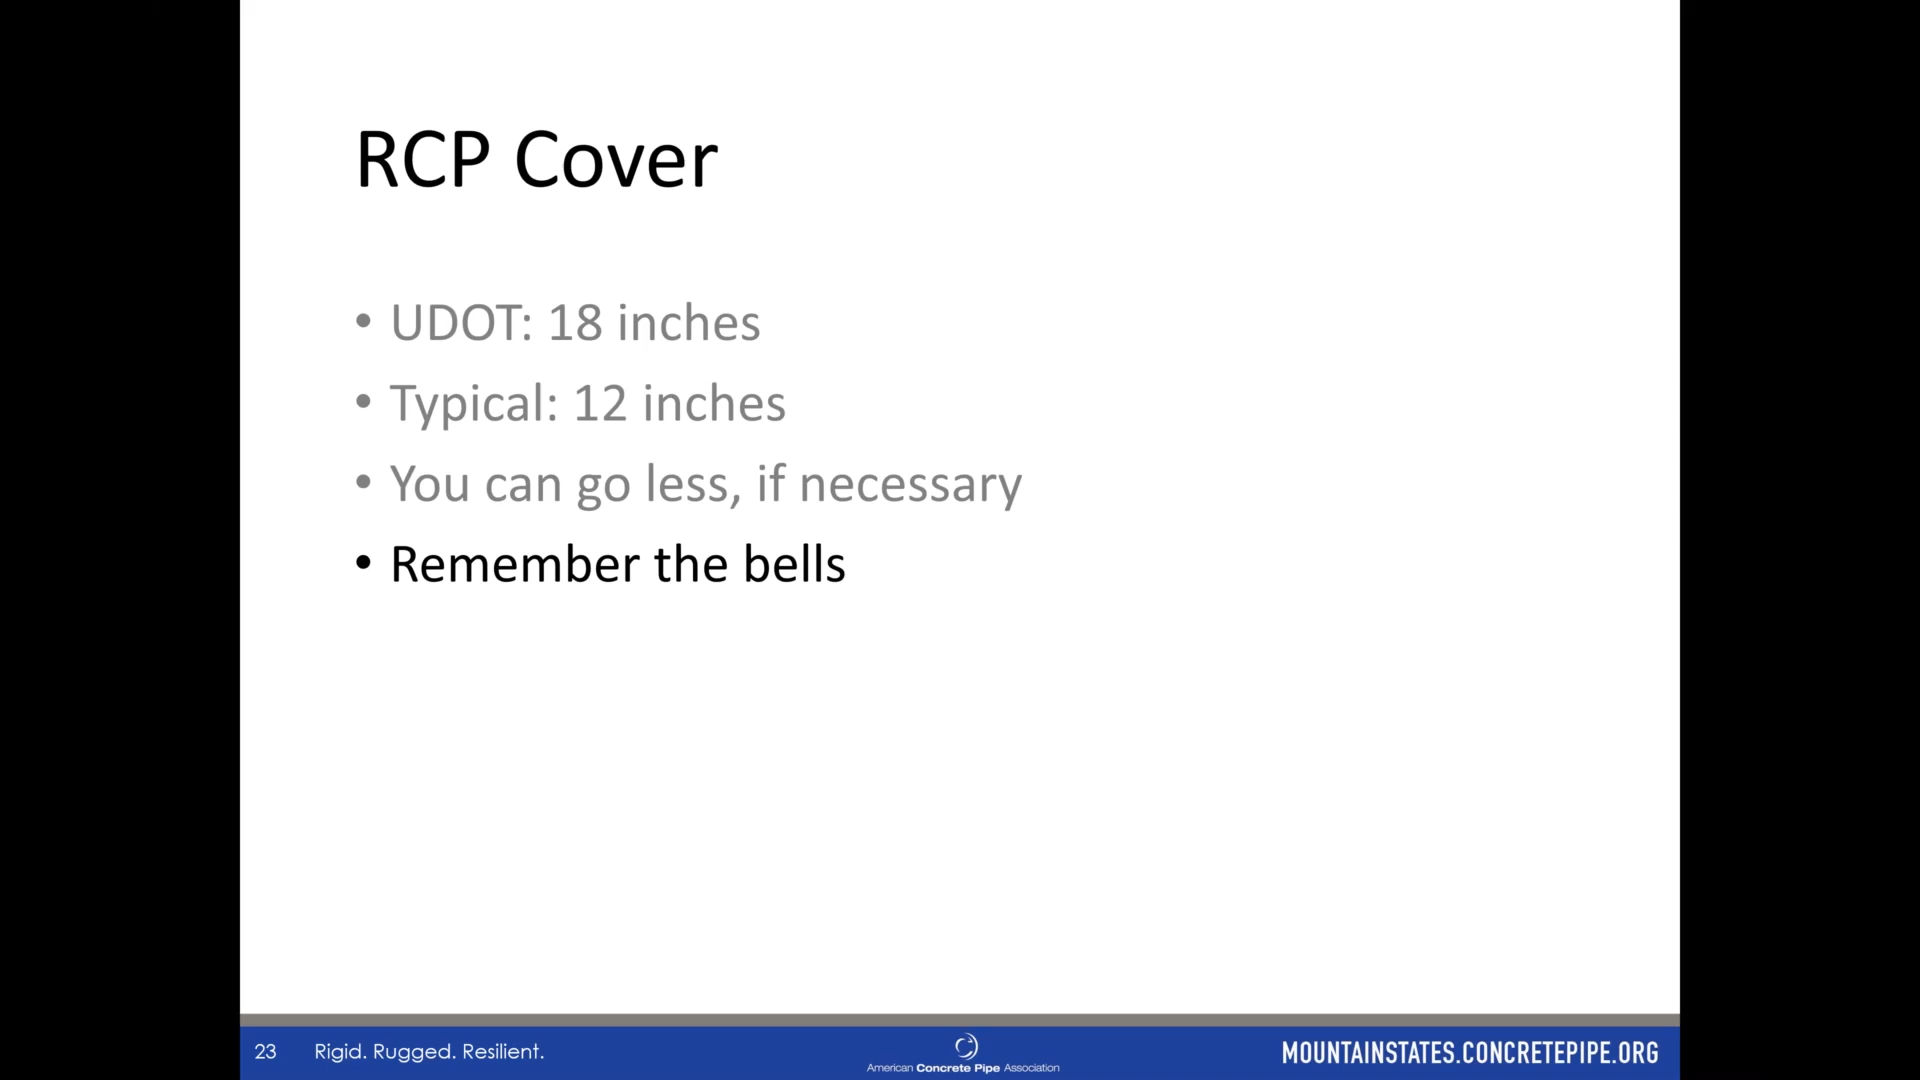 RCP Cover
• UDOT: 18 inches
• Typical: 12 inches
• You can go less, if necessary
• Remember the bells
23 Rigid. Rugged. Resilient.
American Concrete Pipe Association
MOUNTAINSTATES.CONCRETEPIPE.ORG